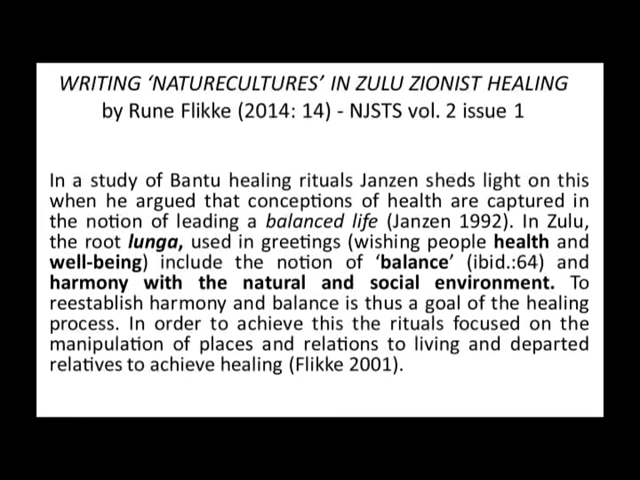 WRITING ‘NATURECULTURES’ IN ZULU ZIONIST HEALING
by Rune Flikke (2014: 14) - NJSTS vol. 2 issue 1
In a study of Bantu healing rituals Janzen sheds light on this
when he argued that conceptions of health are captured in
the notion of leading a balanced life (Janzen 1992). In Zulu,
the root lunga, used in greetings (wishing people health and
well-being) include the notion of ‘balance’ (ibid.:64) and
harmony with the natural and social environment. To
reestablish harmony and balance is thus a goal of the healing
process. In order to achieve this the rituals focused on the
manipulation of places and relations to living and departed
relatives to achieve healing (Flikke 2001).